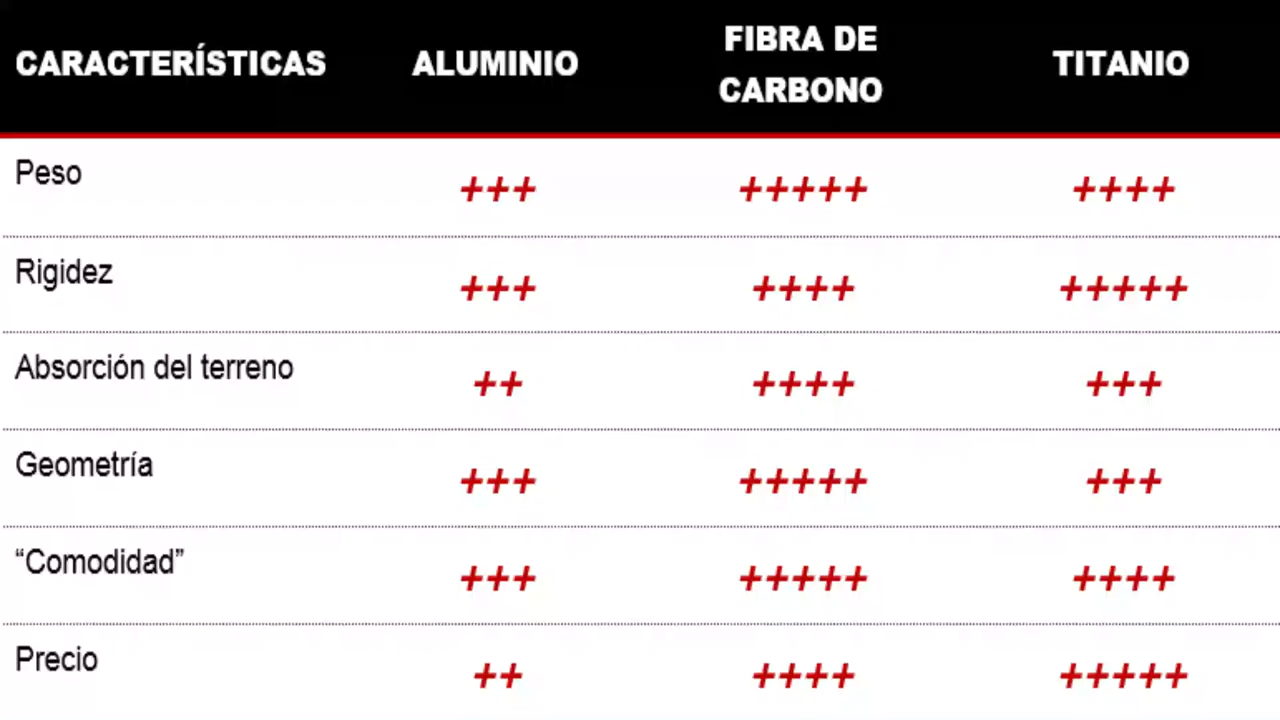 CARACTERÍSTICAS ALUMINIO FIBRA DE CARBONO TITANIO
Peso +++ +++++ ++++
Rigidez +++ ++++ +++++
Absorción del terreno ++ ++++ +++
Geometría +++ +++++ +++
“Comodidad” +++ +++++ ++++
Precio ++ ++++ +++++